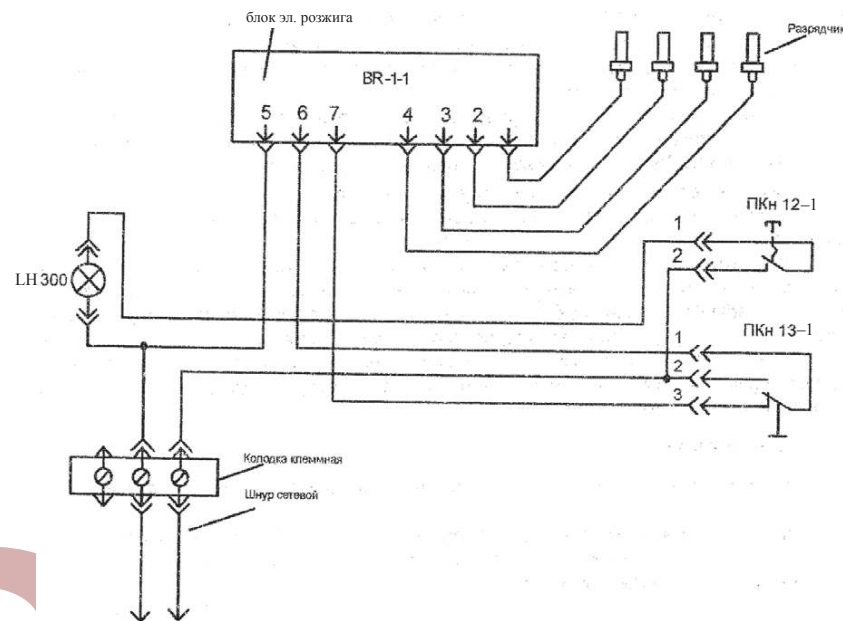 блок эл. розжига
Разрядчик
BR-1-1
5 6 7 4 3 2
ПКн 12–1
1
2
LH 300
ПКн 13–1
1
2
3
Колодка клеммная
Шнур сетевой